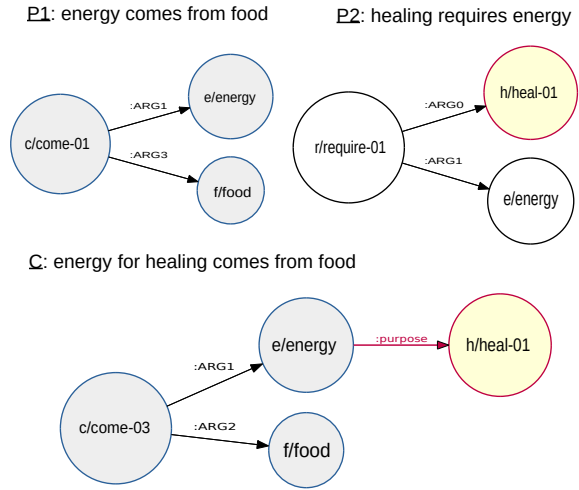 P1: energy comes from food
P2: healing requires energy
c/come-01
:ARG1
e/energy
:ARG3
f/food
r/require-01
:ARG0
h/heal-01
:ARG1
e/energy
C: energy for healing comes from food
c/come-03
:ARG1
e/energy
:purpose
h/heal-01
:ARG2
f/food